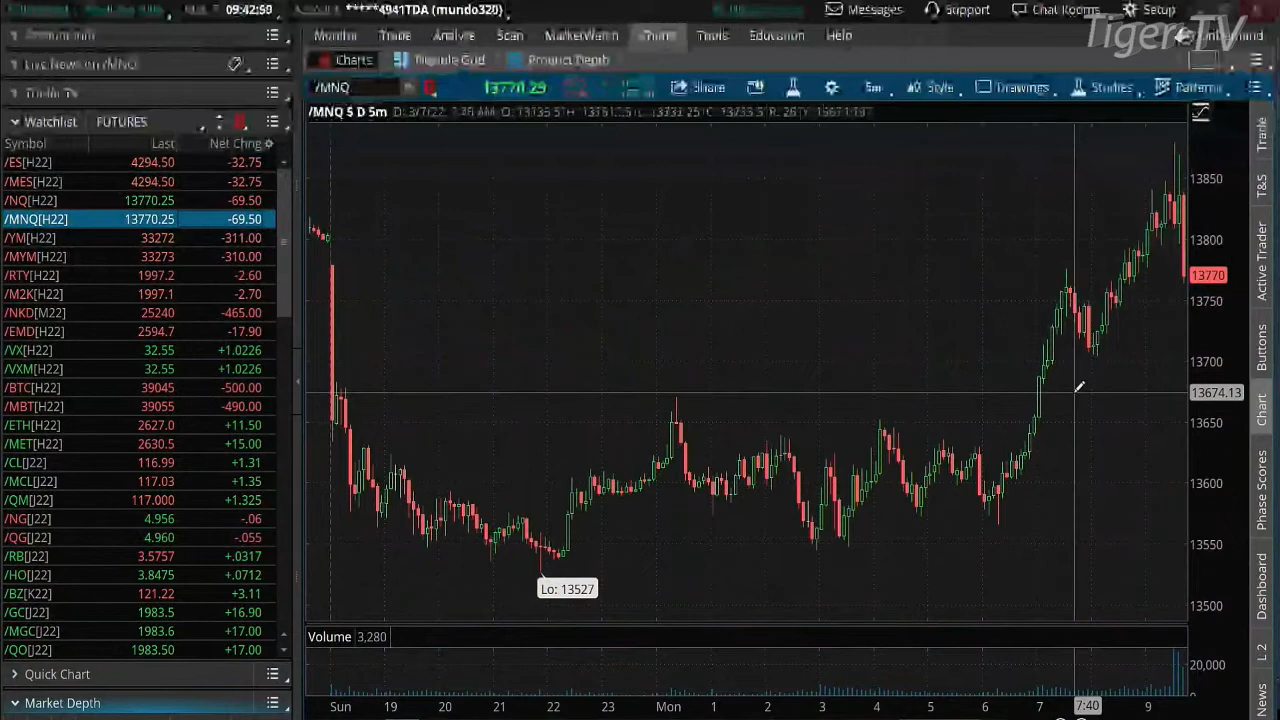 09:42:59
*****4941TDA (mundo320)
Messages
Support
Chat Rooms
Setup
TigerTV
Monitor Trade Analyze Scan MarketWatch Tools Education Help
Charts Product Depth
/MNQ
Share
Style
Drawings
Studies
Patterns
Watchlist FUTURES
/MNQ 5 D 5m
Symbol Last Net Chng
/ES[H22] 4294.50 -32.75
/MES[H22] 4294.50 -32.75
/NQ[H22] 13770.25 -69.50
/MNQ[H22] 13770.25 -69.50
/YM[H22] 33272 -311.00
/MYM[H22] 33273 -310.00
/RTY[H22] 1997.2 -2.60
/M2K[H22] 1997.1 -2.70
/NKD[M22] 25240 -465.00
/EMD[H22] 2594.7 -17.90
/VX[H22] 32.55 +1.0226
/VXM[H22] 32.55 +1.0226
/BTC[H22] 39045 -500.00
/MBT[H22] 39055 -490.00
/ETH[H22] 2627.0 +11.50
/MET[H22] 2630.5 +15.00
/CL[J22] 116.99 +1.31
/MCL[J22] 117.03 +1.35
/QM[J22] 117.000 +1.325
/NG[J22] 4.956 -.06
/QG[J22] 4.960 -.055
/RB[J22] 3.5757 +.0317
/HO[J22] 3.8475 +.0712
/BZ[K22] 121.22 +3.11
/GC[J22] 1983.5 +16.90
/MGC[J22] 1983.6 +17.00
/QO[J22] 1983.50 +17.00
Quick Chart
Market Depth
13850
13800
13770
13750
13700
13674.13
13650
13600
13550
13500
Lo: 13527
Volume 3,280
20,000
0
Sun 19 20 21 22 23 Mon 1 2 3 4 5 6 7 7:40 8 9
Trade
T&S
Active Trader
Buttons
Chart
Phase Scores
Dashboard
L 2
News